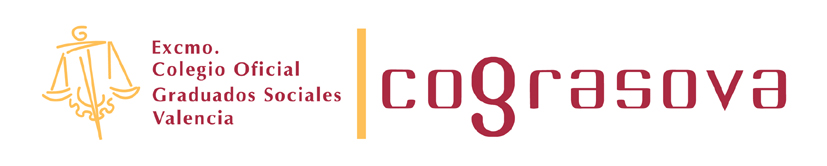 Excmo.
Colegio Oficial
Graduados Sociales
Valencia
cograsova